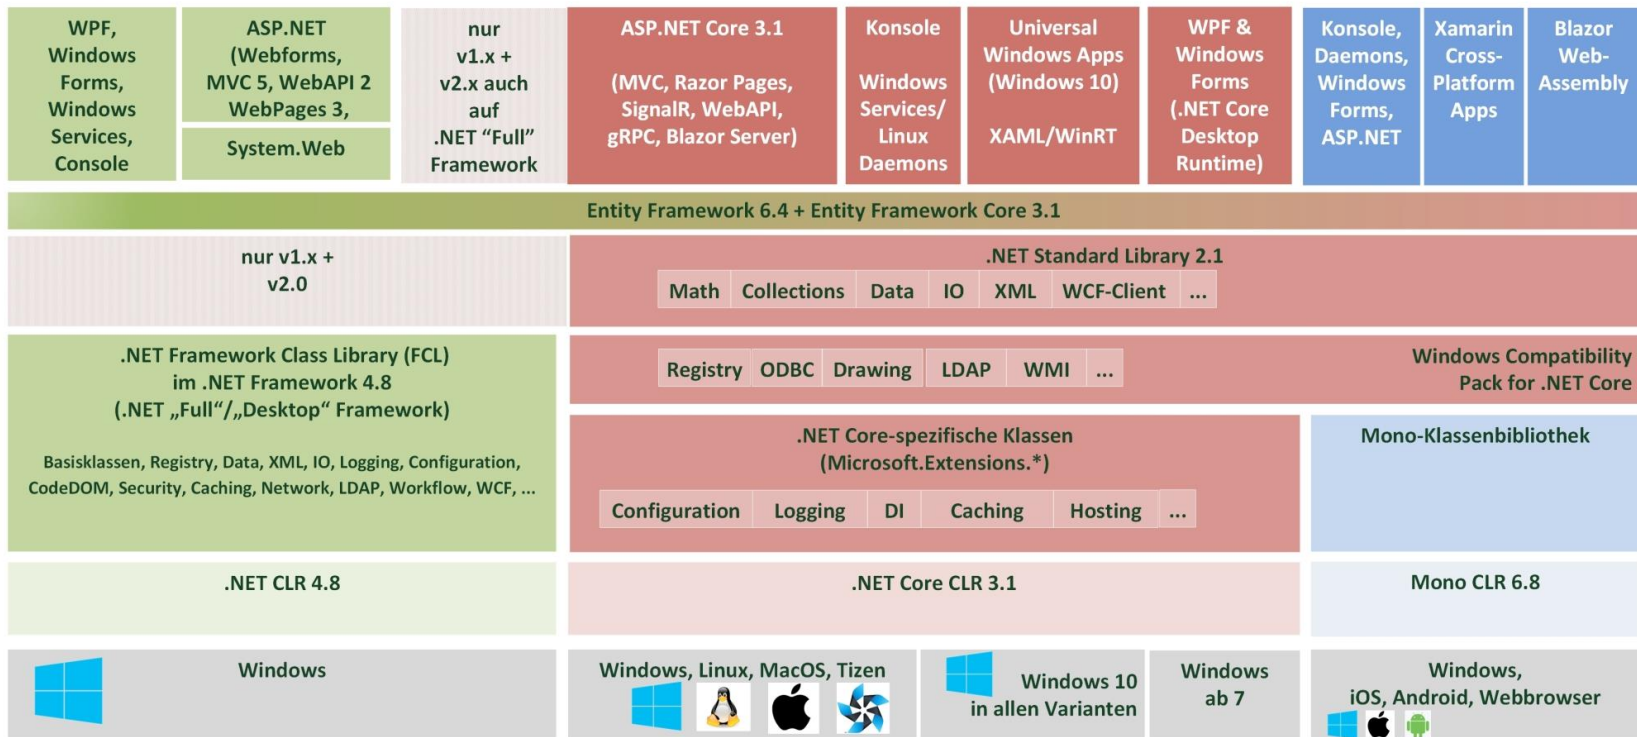 WPF,
Windows
Forms,
Windows
Services,
Console
ASP.NET
(Webforms,
MVC 5, WebAPI 2
WebPages 3,
System.Web
nur
v1.x +
v2.x auch
auf
.NET “Full”
Framework
ASP.NET Core 3.1
(MVC, Razor Pages,
SignalR, WebAPI,
gRPC, Blazor Server)
Konsole
Windows
Services/
Linux
Daemons
Universal
Windows Apps
(Windows 10)
XAML/WinRT
WPF &
Windows
Forms
(.NET Core
Desktop
Runtime)
Konsole,
Daemons,
Windows
Forms,
ASP.NET
Xamarin
Cross-
Platform
Apps
Blazor
Web-
Assembly
Entity Framework 6.4 + Entity Framework Core 3.1
nur v1.x +
v2.0
.NET Standard Library 2.1
Math Collections Data IO XML WCF-Client ...
.NET Framework Class Library (FCL)
im .NET Framework 4.8
(.NET „Full“/„Desktop“ Framework)
Basisklassen, Registry, Data, XML, IO, Logging, Configuration,
CodeDOM, Security, Caching, Network, LDAP, Workflow, WCF, ...
Registry ODBC Drawing LDAP WMI ...
Windows Compatibility
Pack for .NET Core
.NET Core-spezifische Klassen
(Microsoft.Extensions.*)
Configuration Logging DI Caching Hosting ...
Mono-Klassenbibliothek
.NET CLR 4.8
.NET Core CLR 3.1
Mono CLR 6.8
Windows
Windows, Linux, MacOS, Tizen
Windows 10
in allen Varianten
Windows
ab 7
Windows,
iOS, Android, Webbrowser